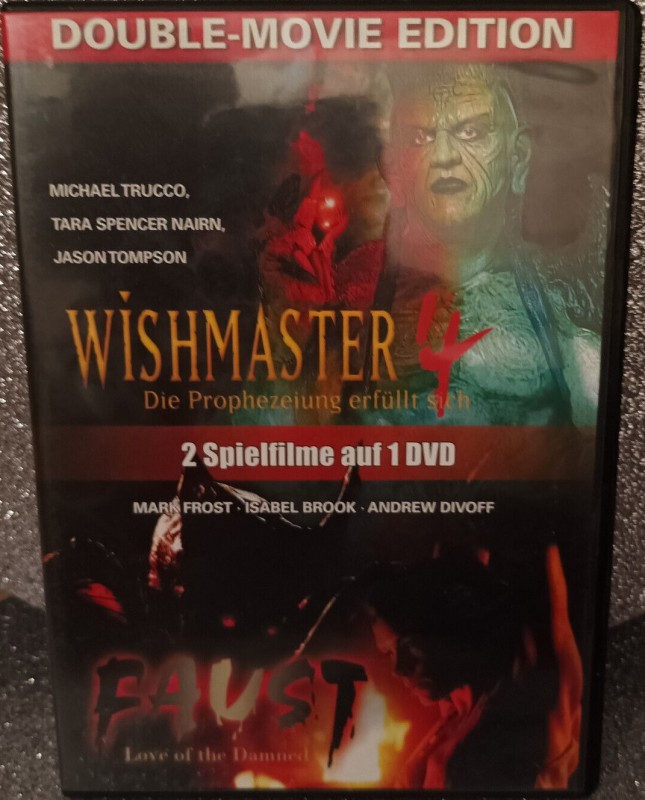 DOUBLE-MOVIE EDITION
MICHAEL TRUCCO,
TARA SPENCER NAIRN,
JASON TOMPSON
WISHMASTER 4
Die Prophezeiung erfüllt sich
2 Spielfilme auf 1 DVD
MARK FROST · ISABEL BROOK · ANDREW DIVOFF
FAUST
Love of the Damned